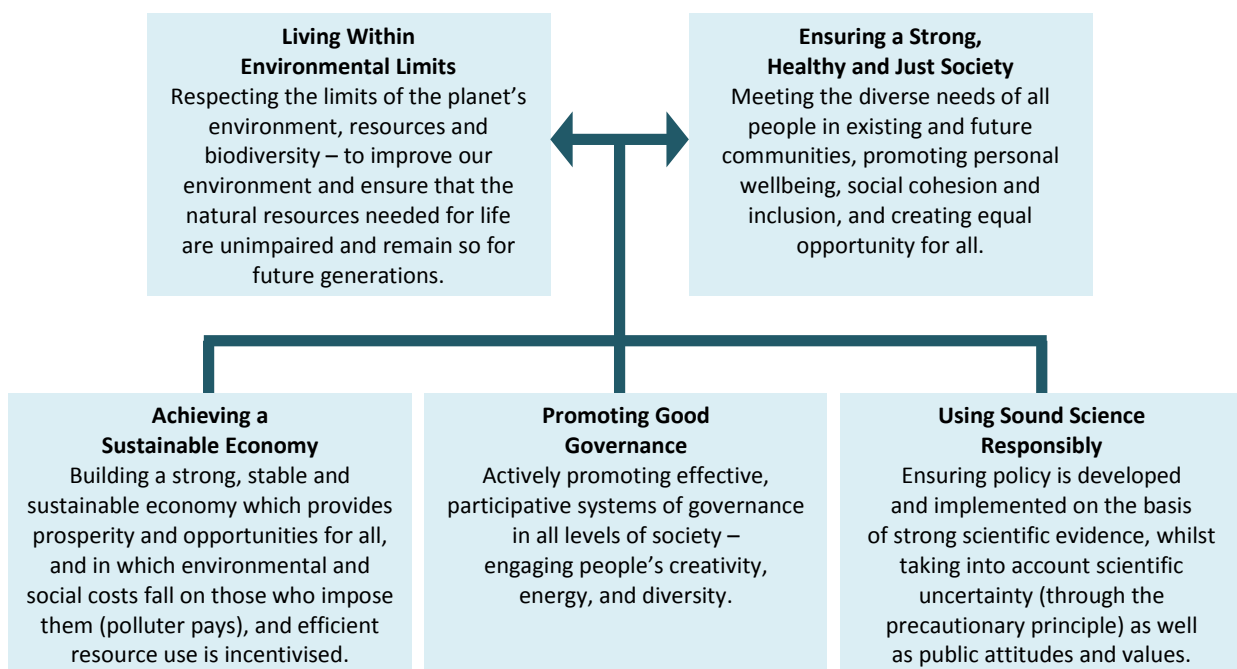 Living Within
Environmental Limits
Respecting the limits of the planet’s
environment, resources and
biodiversity – to improve our
environment and ensure that the
natural resources needed for life
are unimpaired and remain so for
future generations.
Ensuring a Strong,
Healthy and Just Society
Meeting the diverse needs of all
people in existing and future
communities, promoting personal
wellbeing, social cohesion and
inclusion, and creating equal
opportunity for all.
Achieving a
Sustainable Economy
Building a strong, stable and
sustainable economy which provides
prosperity and opportunities for all,
and in which environmental and
social costs fall on those who impose
them (polluter pays), and efficient
resource use is incentivised.
Promoting Good
Governance
Actively promoting effective,
participative systems of governance
in all levels of society –
engaging people’s creativity,
energy, and diversity.
Using Sound Science
Responsibly
Ensuring policy is developed
and implemented on the basis
of strong scientific evidence, whilst
taking into account scientific
uncertainty (through the
precautionary principle) as well
as public attitudes and values.